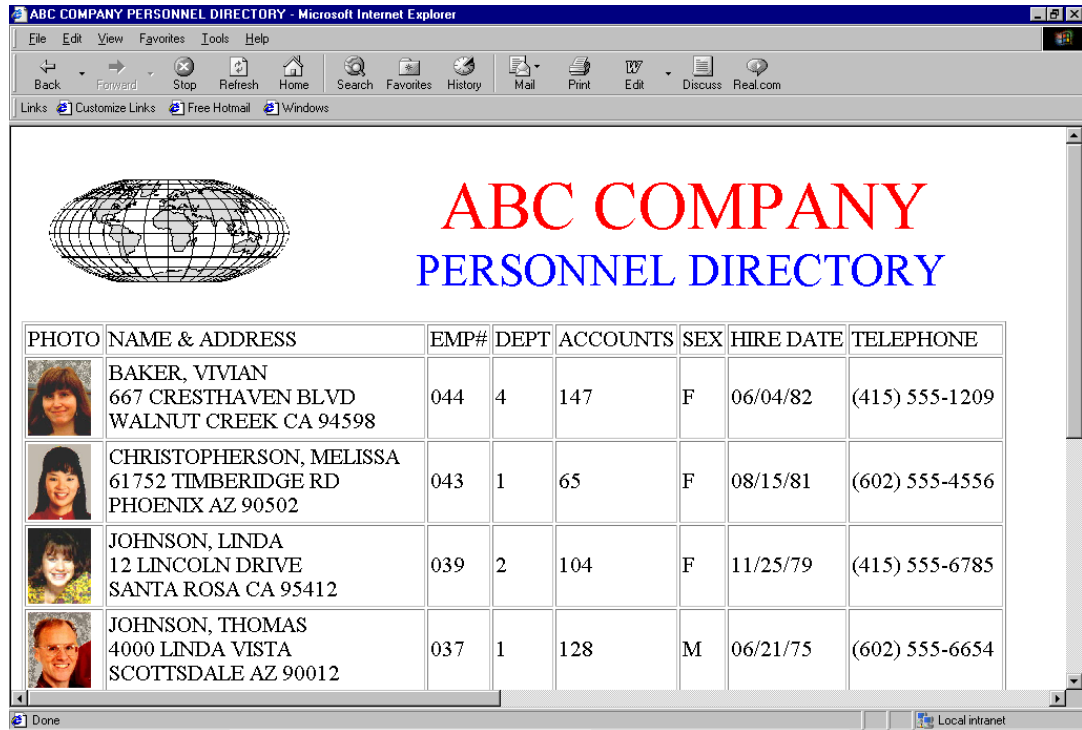 ABC COMPANY PERSONNEL DIRECTORY - Microsoft Internet Explorer
File Edit View Favorites Tools Help
Back Forward Stop Refresh Home Search Favorites History Mail Print Edit Discuss Real.com
Links Customize Links Free Hotmail Windows
ABC COMPANY
PERSONNEL DIRECTORY
PHOTO NAME & ADDRESS EMP# DEPT ACCOUNTS SEX HIRE DATE TELEPHONE
BAKER, VIVIAN
667 CRESTHAVEN BLVD 044 4 147 F 06/04/82 (415) 555-1209
WALNUT CREEK CA 94598
CHRISTOPHERSON, MELISSA
61752 TIMBERIDGE RD 043 1 65 F 08/15/81 (602) 555-4556
PHOENIX AZ 90502
JOHNSON, LINDA
12 LINCOLN DRIVE 039 2 104 F 11/25/79 (415) 555-6785
SANTA ROSA CA 95412
JOHNSON, THOMAS
4000 LINDA VISTA 037 1 128 M 06/21/75 (602) 555-6654
SCOTTSDALE AZ 90012
Done Local intranet